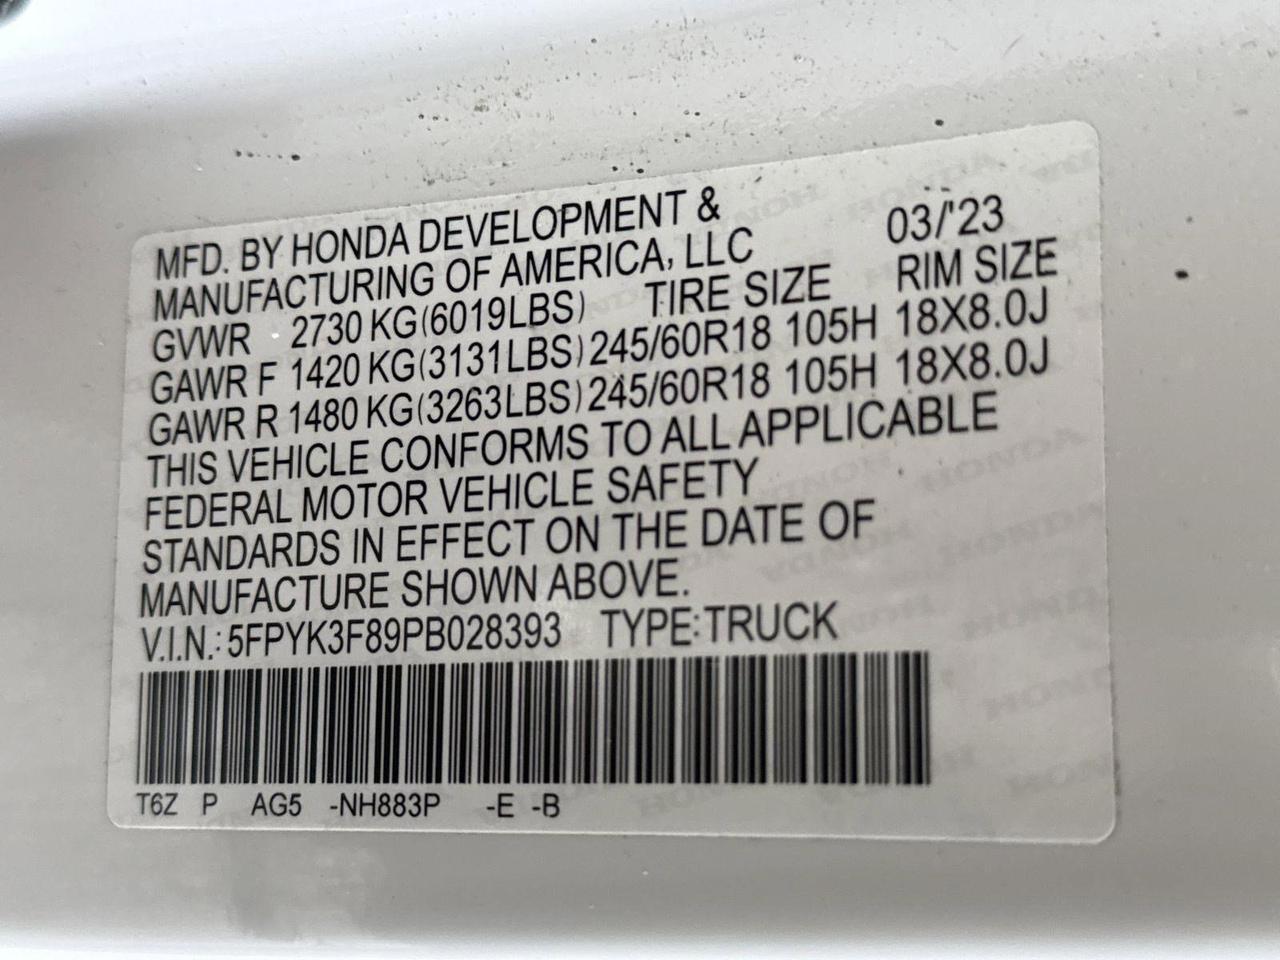 MFD. BY HONDA DEVELOPMENT &
MANUFACTURING OF AMERICA, LLC 03/'23
GVWR 2730 KG(6019LBS) TIRE SIZE RIM SIZE
GAWR F 1420 KG(3131LBS) 245/60R18 105H 18X8.0J
GAWR R 1480 KG(3263LBS) 245/60R18 105H 18X8.0J
THIS VEHICLE CONFORMS TO ALL APPLICABLE
FEDERAL MOTOR VEHICLE SAFETY
STANDARDS IN EFFECT ON THE DATE OF
MANUFACTURE SHOWN ABOVE.
V.I.N.: 5FPYK3F89PB028393 TYPE: TRUCK
T6Z P AG5 -NH883P -E -B